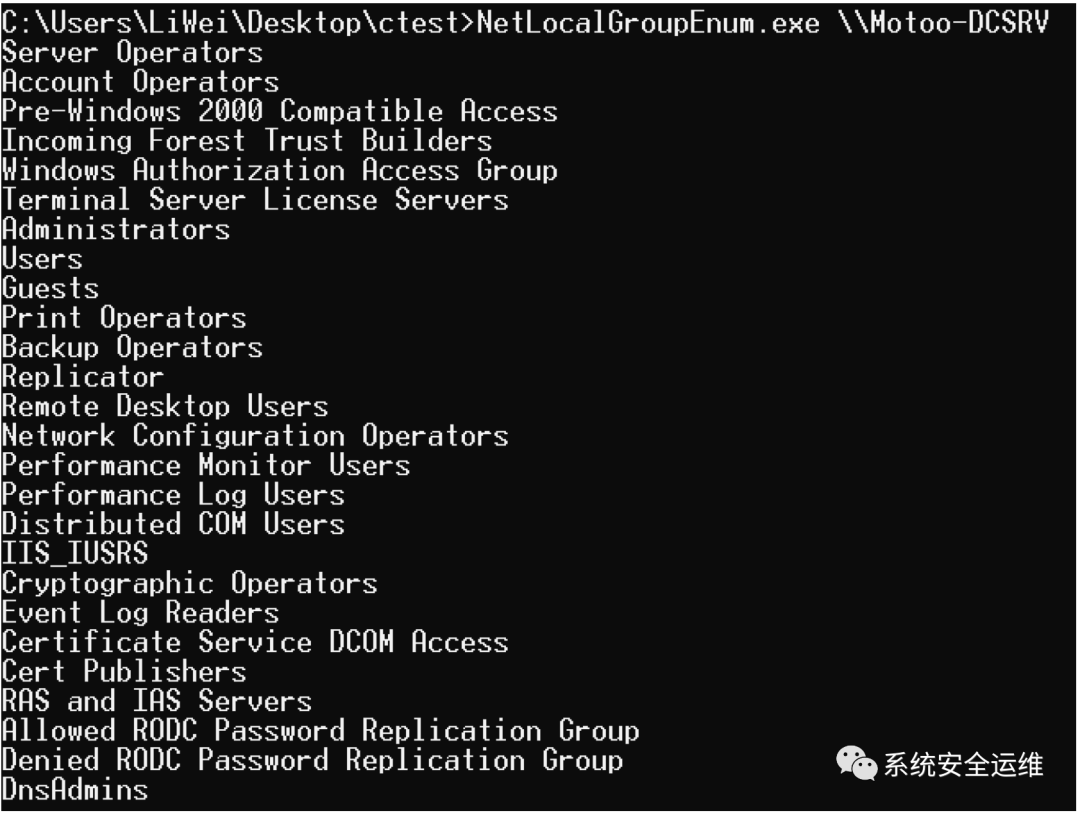 C:\Users\LiWei\Desktop\ctest>NetLocalGroupEnum.exe \\Motoo-DCSRV
Server Operators
Account Operators
Pre-Windows 2000 Compatible Access
Incoming Forest Trust Builders
Windows Authorization Access Group
Terminal Server License Servers
Administrators
Users
Guests
Print Operators
Backup Operators
Replicator
Remote Desktop Users
Network Configuration Operators
Performance Monitor Users
Performance Log Users
Distributed COM Users
IIS_IUSRS
Cryptographic Operators
Event Log Readers
Certificate Service DCOM Access
Cert Publishers
RAS and IAS Servers
Allowed RODC Password Replication Group
Denied RODC Password Replication Group
系统安全运维
DnsAdmins